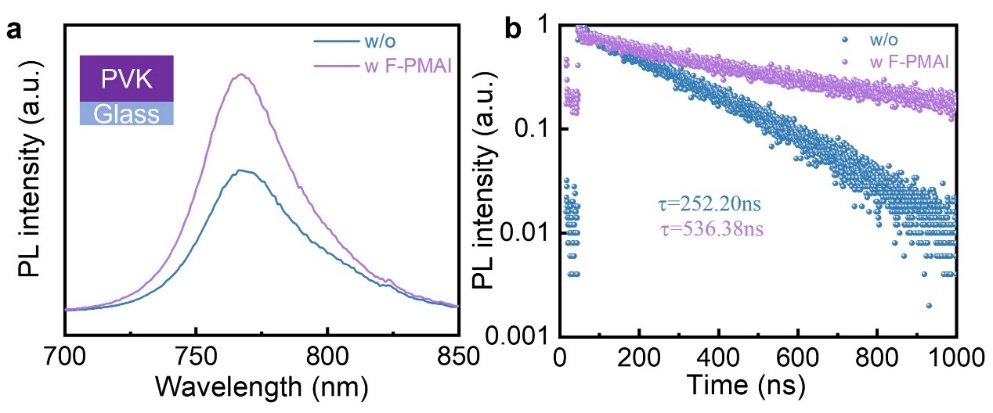 a
PL intensity (a.u.)
PVK
Glass
w/o
w F-PMAI
700
750
800
850
Wavelength (nm)
b
PL intensity (a.u.)
1
0.1
0.01
0.001
w/o
w F-PMAI
τ=252.20ns
τ=536.38ns
0
200
400
600
800
1000
Time (ns)